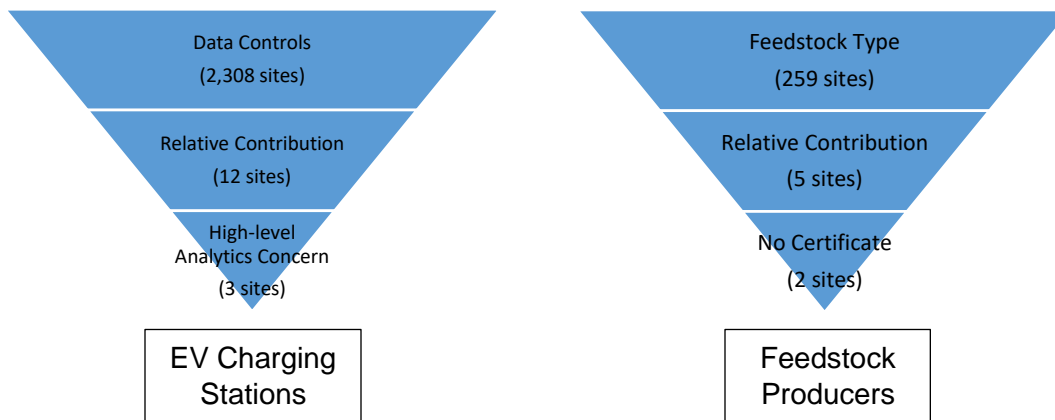 Data Controls
(2,308 sites)
Relative Contribution
(12 sites)
High-level
Analytics Concern
(3 sites)
EV Charging
Stations
Feedstock Type
(259 sites)
Relative Contribution
(5 sites)
No Certificate
(2 sites)
Feedstock
Producers